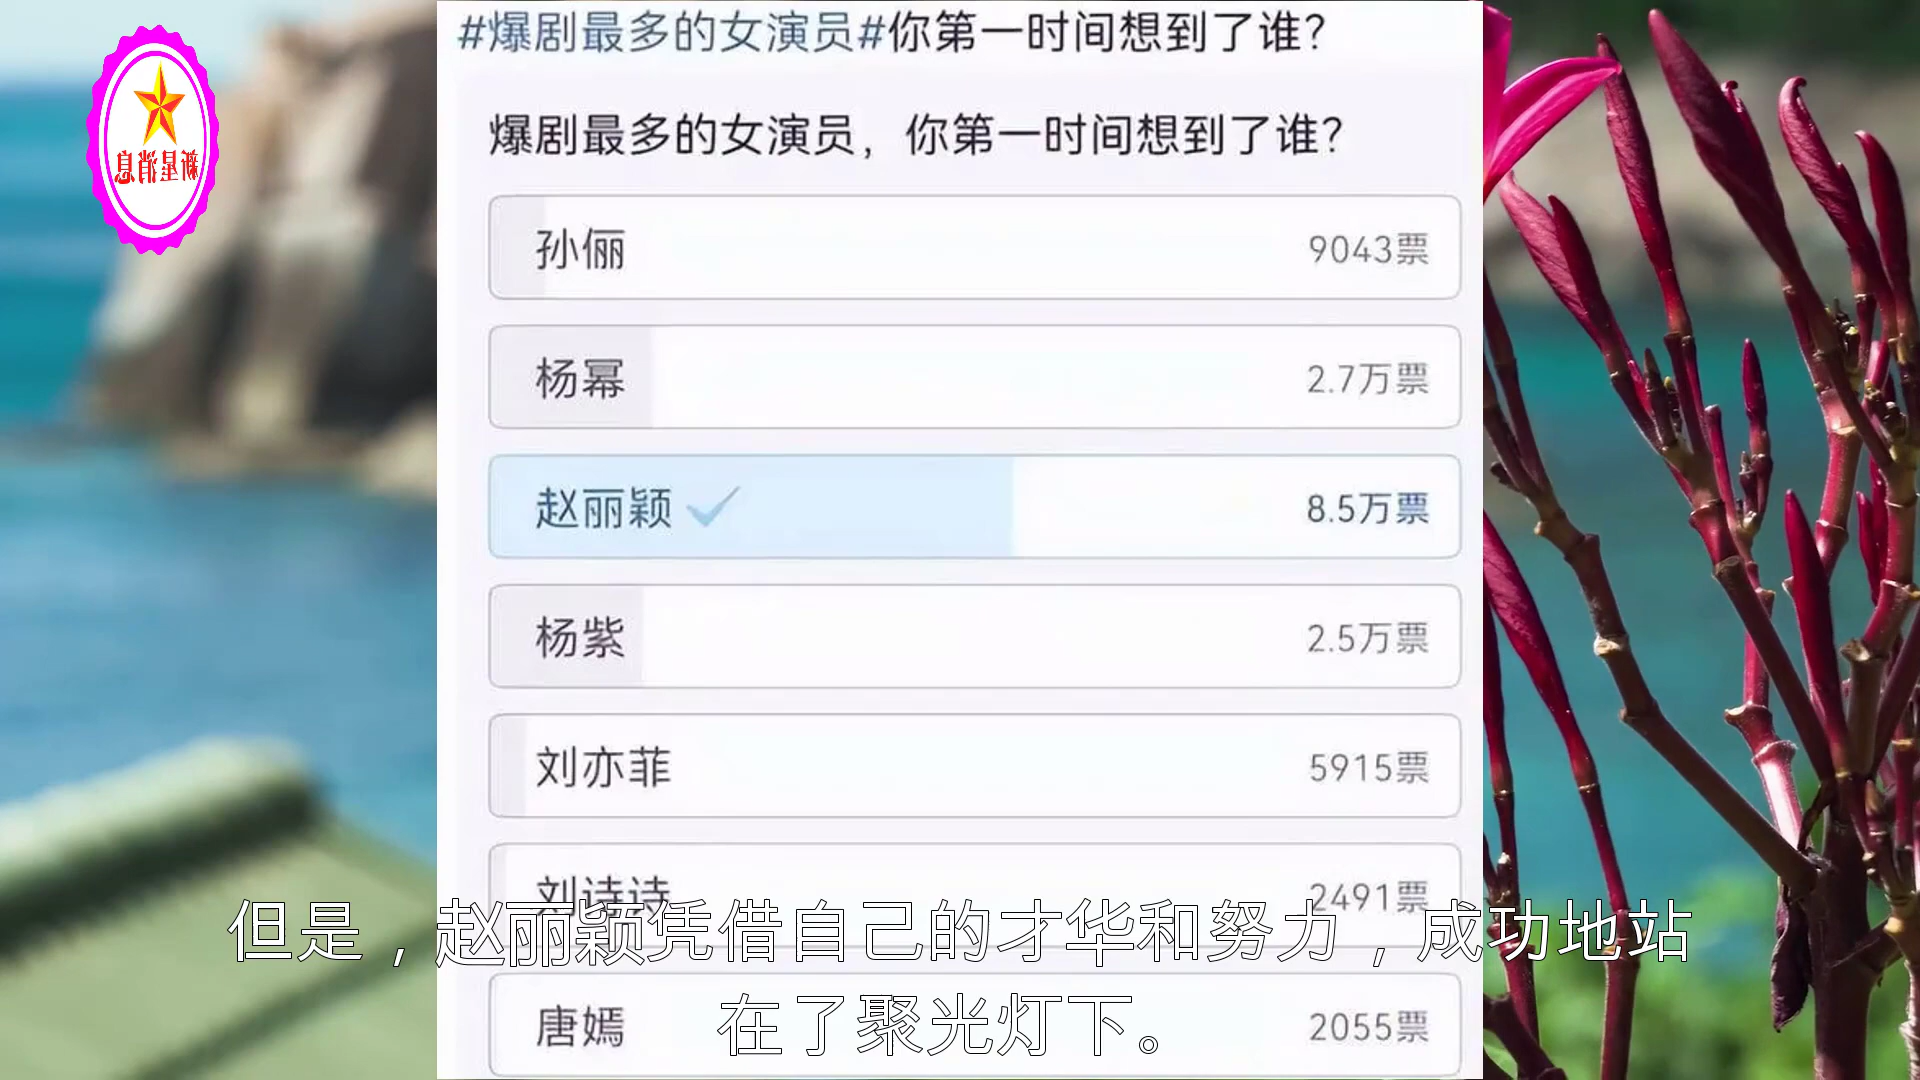 #爆剧最多的女演员#你第一时间想到了谁?
爆剧最多的女演员，你第一时间想到了谁?
新星消息
孙俪 9043票
杨幂 2.7万票
赵丽颖 8.5万票
杨紫 2.5万票
刘亦菲 5915票
刘诗诗 2491票
但是，赵丽颖凭借自己的才华和努力，成功地站
在了聚光灯下。
唐嫣 2055票